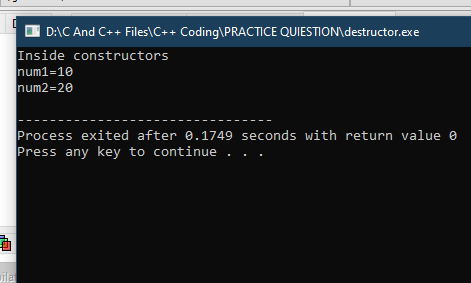 D:\C And C++ Files\C++ Coding\PRACTICE QUIESTION\destructor.exe
Inside constructors
num1=10
num2=20
--------------------------------
Process exited after 0.1749 seconds with return value 0
Press any key to continue . . .